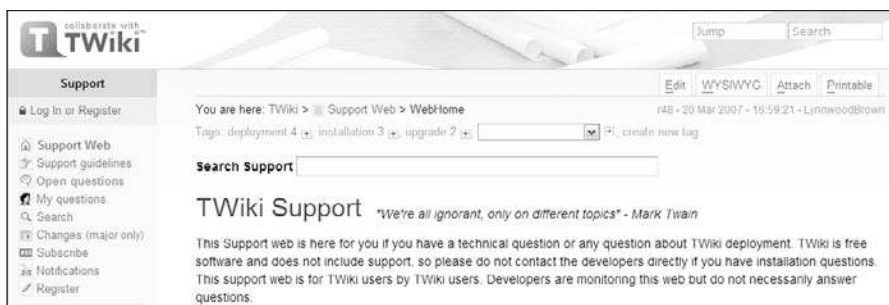 collaborate with
TWiki™
Jump Search
Support
Edit WYSIWYG Attach Printable
Log In or Register
You are here: TWiki > Support Web > WebHome
r48 - 20 Mar 2007 - 16:59:21 - LynnwoodBrown
Tags: deployment 4 +, installation 3 +, upgrade 2 +, +, create new tag
Search Support
Support Web
Support guidelines
Open questions
My questions
Search
Changes (major only)
Subscribe
Notifications
Register
TWiki Support "We're all ignorant, only on different topics" - Mark Twain
This Support web is here for you if you have a technical question or any question about TWiki deployment. TWiki is free
software and does not include support, so please do not contact the developers directly if you have installation questions.
This support web is for TWiki users by TWiki users. Developers are monitoring this web but do not necessarily answer
questions.